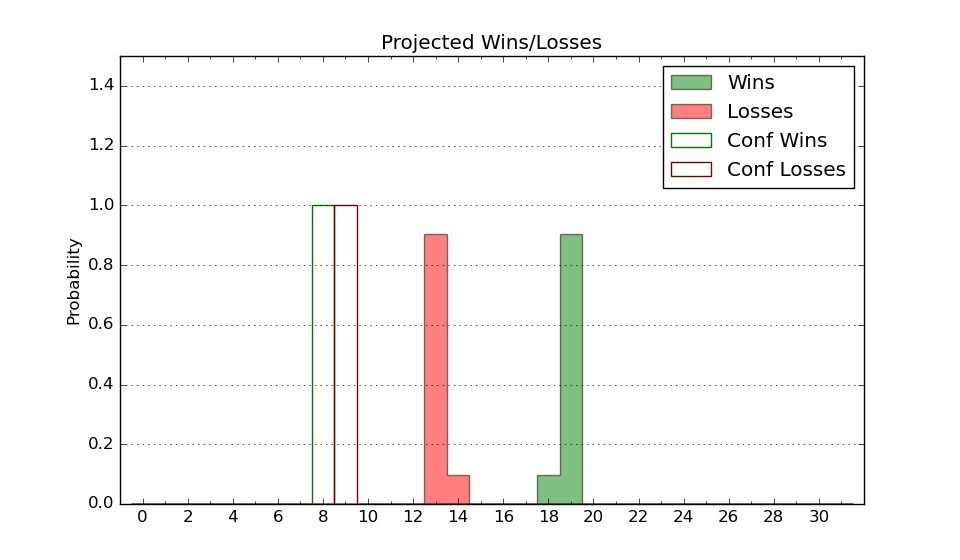 Projected Wins/Losses
Wins
Losses
Conf Wins
Conf Losses
Probability
1.4
1.2
1.0
0.8
0.6
0.4
0.2
0.0
0 2 4 6 8 10 12 14 16 18 20 22 24 26 28 30